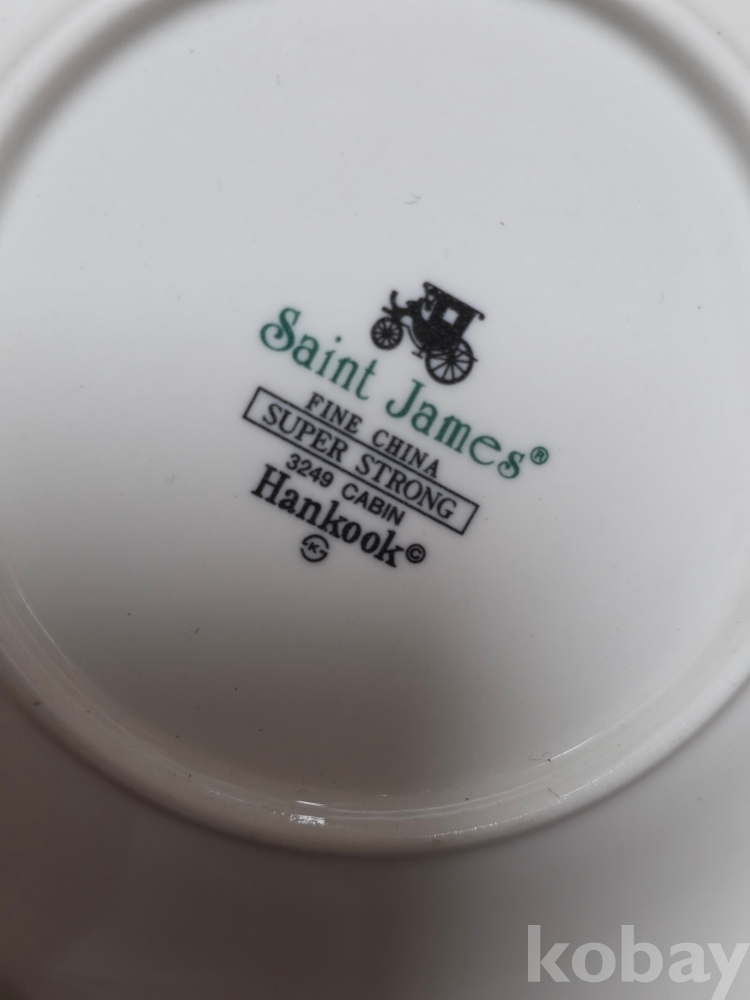 Saint James®
FINE CHINA
SUPER STRONG
3249 CABIN
Hankook©
K
kobay